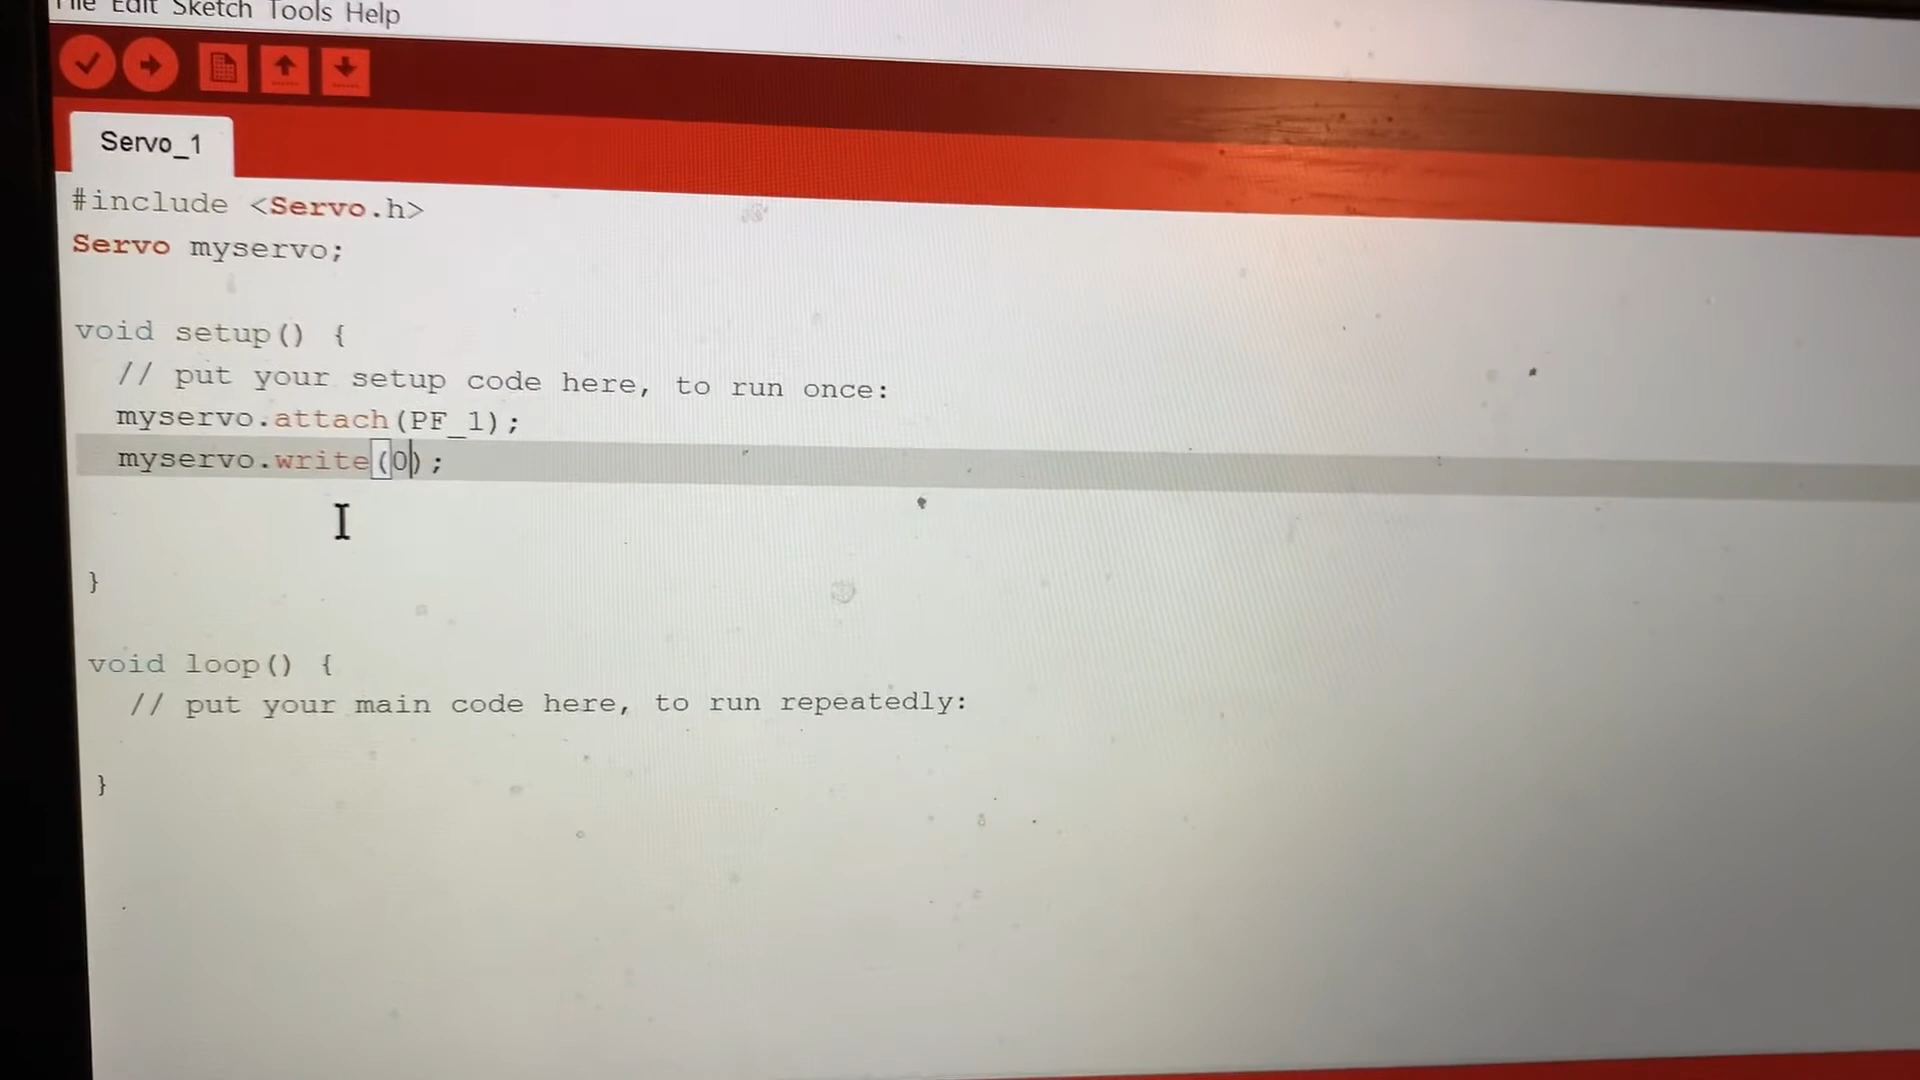 File Edit Sketch Tools Help
Servo_1
#include <Servo.h>
Servo myservo;
void setup() {
// put your setup code here, to run once:
myservo.attach(PF_1);
myservo.write(0);
}
void loop() {
// put your main code here, to run repeatedly:
}